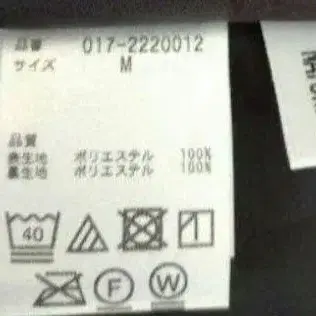 品番 017-2220012
サイズ M
品質
表生地 ポリエステル 100%
裏生地 ポリエステル 100%
40
F
W